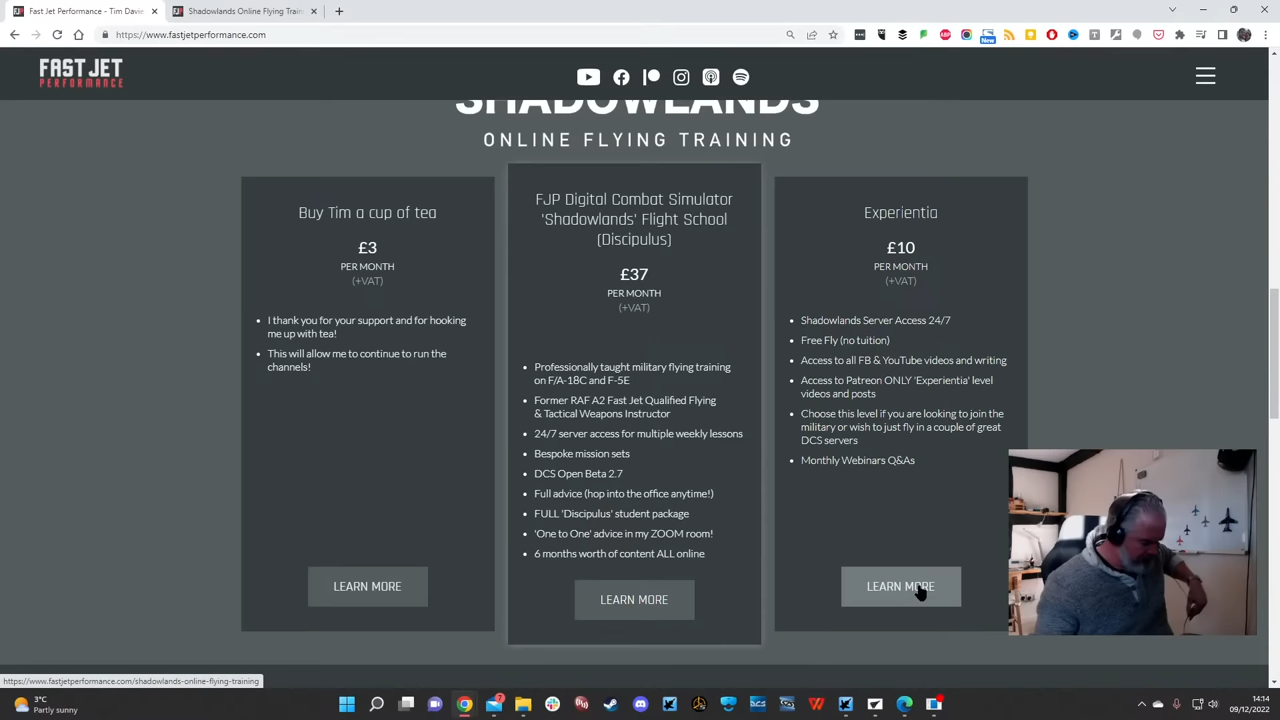 Fast Jet Performance - Tim Davie
Shadowlands Online Flying Train
https://www.fastjetperformance.com
New
FAST JET
PERFORMANCE
SHADOWLANDS
ONLINE FLYING TRAINING
Buy Tim a cup of tea
£3
PER MONTH
(+VAT)
• I thank you for your support and for hooking
me up with tea!
• This will allow me to continue to run the
channels!
LEARN MORE
FJP Digital Combat Simulator
'Shadowlands' Flight School
(Discipulus)
£37
PER MONTH
(+VAT)
• Professionally taught military flying training
on F/A-18C and F-5E
• Former RAF A2 Fast Jet Qualified Flying
& Tactical Weapons Instructor
• 24/7 server access for multiple weekly lessons
• Bespoke mission sets
• DCS Open Beta 2.7
• Full advice (hop into the office anytime!)
• FULL 'Discipulus' student package
• 'One to One' advice in my ZOOM room!
• 6 months worth of content ALL online
LEARN MORE
Experientia
£10
PER MONTH
(+VAT)
• Shadowlands Server Access 24/7
• Free Fly (no tuition)
• Access to all FB & YouTube videos and writing
• Access to Patreon ONLY 'Experientia' level
videos and posts
• Choose this level if you are looking to join the
military or wish to just fly in a couple of great
DCS servers
• Monthly Webinars Q&As
LEARN MORE
https://www.fastjetperformance.com/shadowlands-online-flying-training
3°C
Partly sunny
7
14:14
09/12/2022